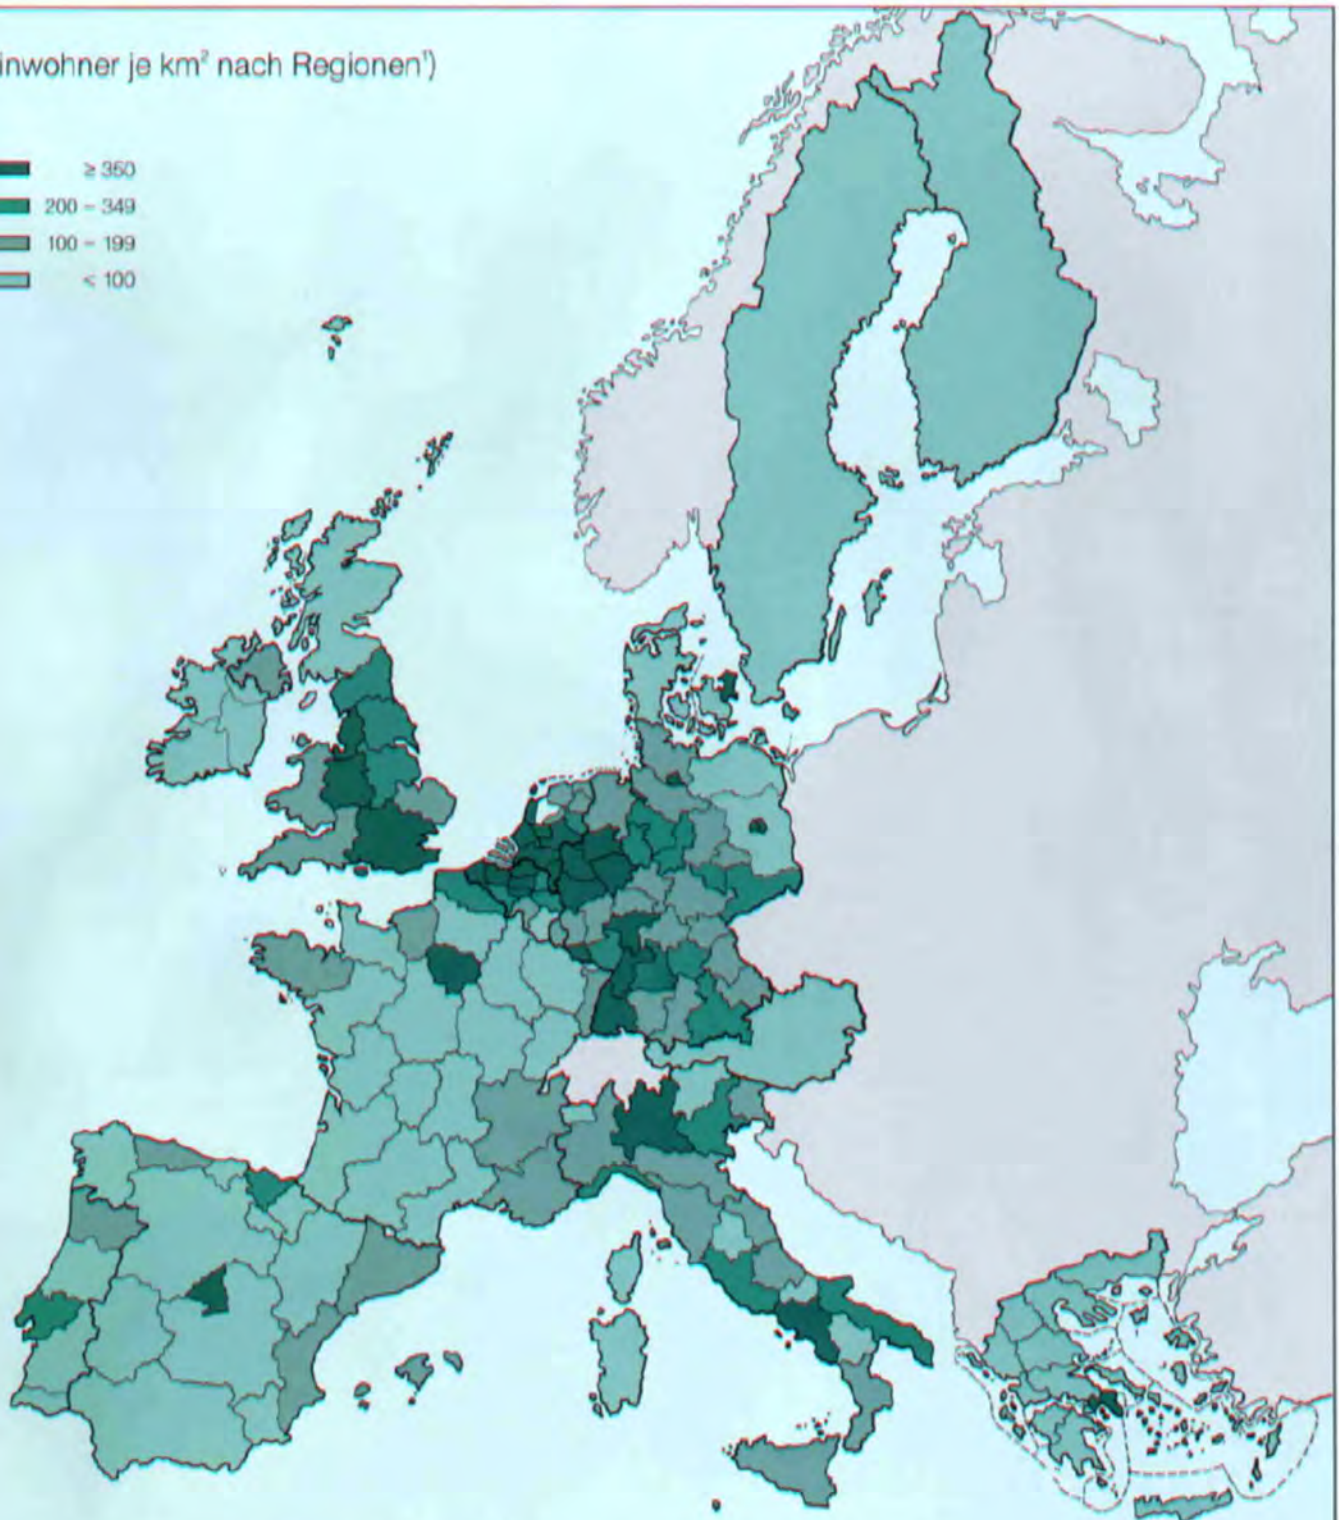 inwohner je km² nach Regionen¹)
≥ 350
200 – 349
100 – 199
< 100